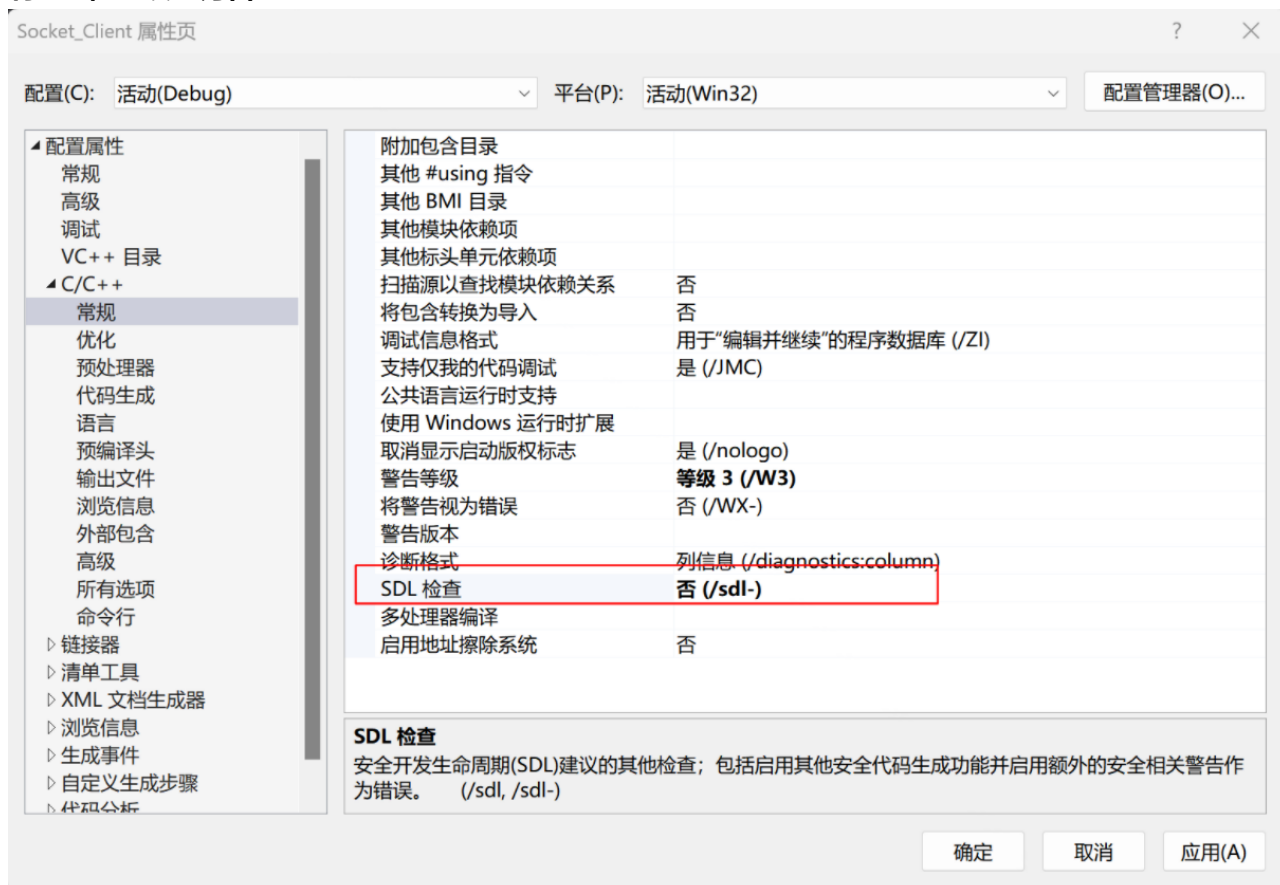 Socket_Client 属性页
配置(C): 活动(Debug) 平台(P): 活动(Win32) 配置管理器(O)...
配置属性
常规
高级
调试
VC++ 目录
C/C++
常规
优化
预处理器
代码生成
语言
预编译头
输出文件
浏览信息
外部包含
高级
所有选项
命令行
链接器
清单工具
XML 文档生成器
浏览信息
生成事件
自定义生成步骤
代码分析
附加包含目录
其他 #using 指令
其他 BMI 目录
其他模块依赖项
其他标头单元依赖项
扫描源以查找模块依赖关系 否
将包含转换为导入 否
调试信息格式 用于“编辑并继续”的程序数据库 (/ZI)
支持仅我的代码调试 是 (/JMC)
公共语言运行时支持
使用 Windows 运行时扩展
取消显示启动版权标志 是 (/nologo)
警告等级 等级 3 (/W3)
将警告视为错误 否 (/WX-)
警告版本
诊断格式 列信息 (/diagnostics:column)
SDL 检查 否 (/sdl-)
多处理器编译
启用地址擦除系统 否
SDL 检查
安全开发生命周期(SDL)建议的其他检查；包括启用其他安全代码生成功能并启用额外的安全相关警告作
为错误。 (/sdl, /sdl-)
确定 取消 应用(A)